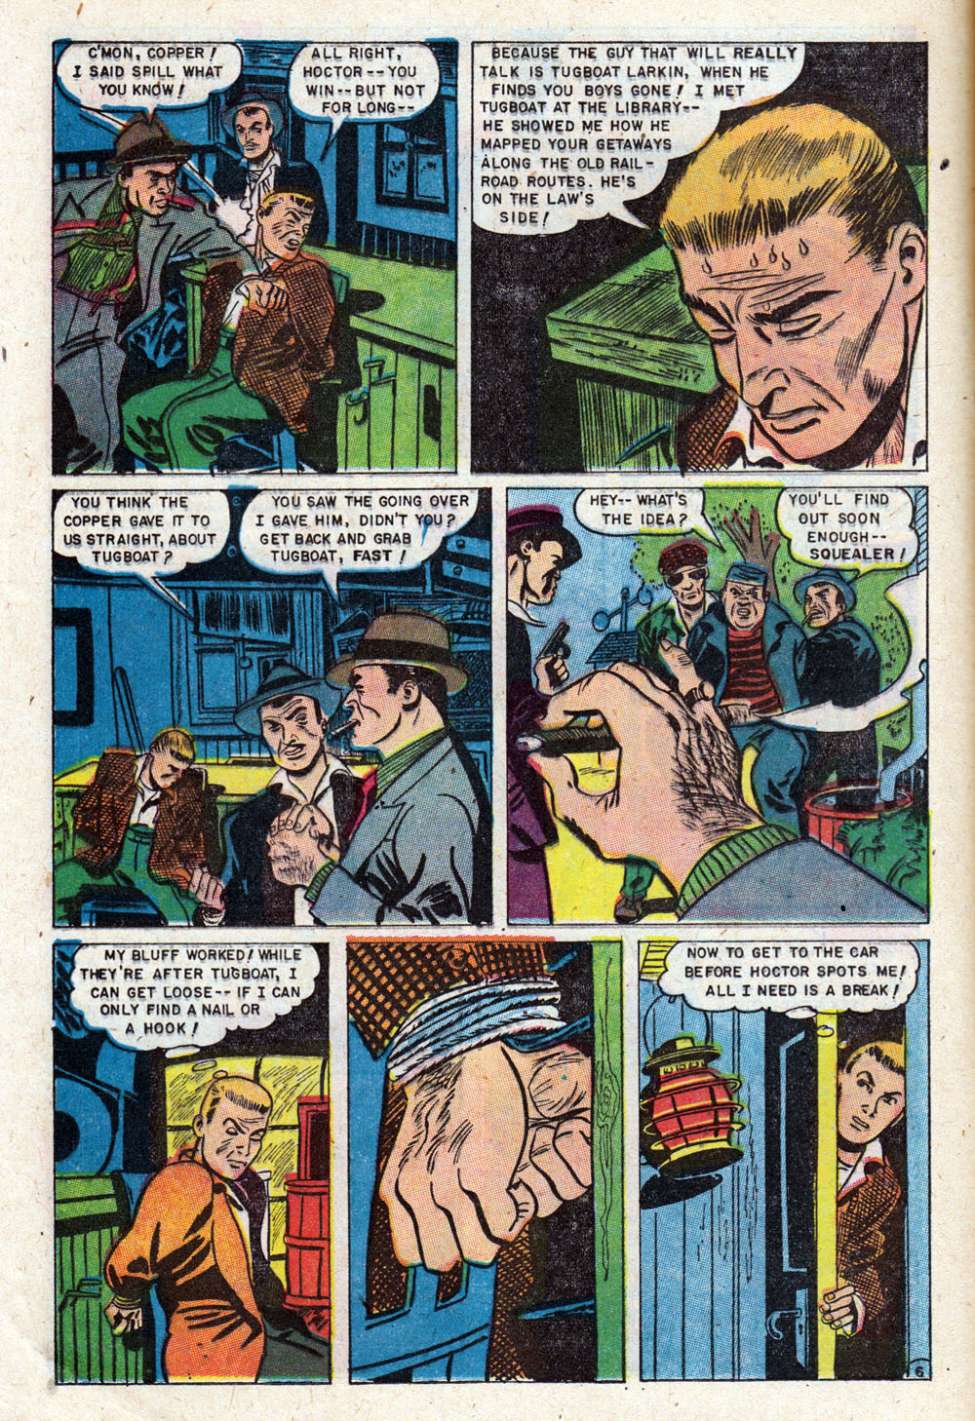 C'MON, COPPER!
I SAID SPILL WHAT
YOU KNOW!
ALL RIGHT,
HOCTOR--YOU
WIN--BUT NOT
FOR LONG--
BECAUSE THE GUY THAT WILL REALLY
TALK IS TUGBOAT LARKIN, WHEN HE
FINDS YOU BOYS GONE! I MET
TUGBOAT AT THE LIBRARY--
HE SHOWED ME HOW HE
MAPPED YOUR GETAWAYS
ALONG THE OLD RAIL-
ROAD ROUTES. HE'S
ON THE LAW'S
SIDE!
YOU THINK THE
COPPER GAVE IT TO
US STRAIGHT, ABOUT
TUGBOAT?
YOU SAW THE GOING OVER
I GAVE HIM, DIDN'T YOU?
GET BACK AND GRAB
TUGBOAT, FAST!
HEY--WHAT'S
THE IDEA?
YOU'LL FIND
OUT SOON
ENOUGH--
SQUEALER!
MY BLUFF WORKED! WHILE
THEY'RE AFTER TUGBOAT, I
CAN GET LOOSE--IF I CAN
ONLY FIND A NAIL OR
A HOOK!
NOW TO GET TO THE CAR
BEFORE HOCTOR SPOTS ME!
ALL I NEED IS A BREAK!
6